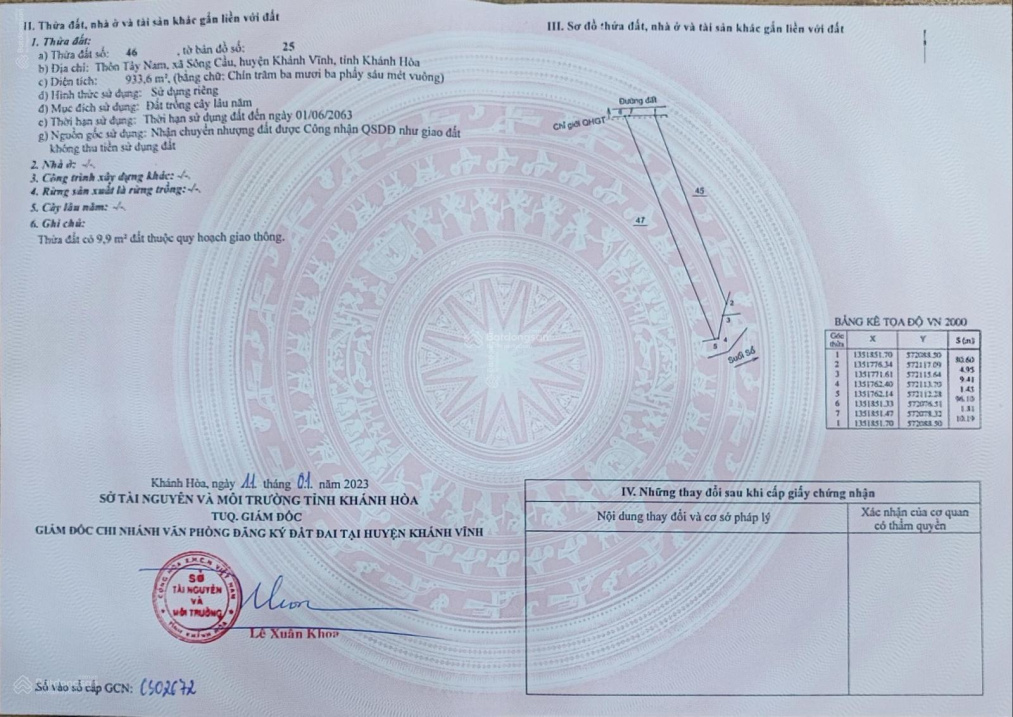 II. Thửa đất, nhà ở và tài sản khác gắn liền với đất
1. Thửa đất:
a) Thửa đất số: 46 , tờ bản đồ số: 25
b) Địa chỉ: Thôn Tây Nam, xã Sông Cầu, huyện Khánh Vĩnh, tỉnh Khánh Hòa
c) Diện tích: 933,6 m², (bằng chữ: Chín trăm ba mươi ba phẩy sáu mét vuông)
d) Hình thức sử dụng: Sử dụng riêng
đ) Mục đích sử dụng: Đất trồng cây lâu năm
e) Thời hạn sử dụng: Thời hạn sử dụng đất đến ngày 01/06/2063
g) Nguồn gốc sử dụng: Nhận chuyển nhượng đất được Công nhận QSDĐ như giao đất
không thu tiền sử dụng đất
2. Nhà ở: -/-.
3. Công trình xây dựng khác: -/-.
4. Rừng sản xuất là rừng trồng: -/-.
5. Cây lâu năm: -/-.
6. Ghi chú:
Thửa đất có 9,9 m² đất thuộc quy hoạch giao thông.
Khánh Hòa, ngày 11 tháng 01 năm 2023
SỞ TÀI NGUYÊN VÀ MÔI TRƯỜNG TỈNH KHÁNH HÒA
TUQ. GIÁM ĐỐC
GIÁM ĐỐC CHI NHÁNH VĂN PHÒNG ĐĂNG KÝ ĐẤT ĐAI TẠI HUYỆN KHÁNH VĨNH
SỞ
TÀI NGUYÊN
VÀ
MÔI TRƯỜNG
Lê Xuân Khoa
Số vào sổ cấp GCN: CS02672
III. Sơ đồ thửa đất, nhà ở và tài sản khác gắn liền với đất
Đường đất
Chỉ giới QHGT
6 7 1
45
47
2
3
4
5
Suối Sổ
BẢNG KÊ TỌA ĐỘ VN 2000
Góc thửa X Y S (m)
1 1351851.70 572088.50
80.60
2 1351776.34 572117.09
4.95
3 1351771.61 572115.64
9.41
4 1351762.40 572113.70
1.45
5 1351762.14 572112.28
96.10
6 1351851.33 572076.51
1.81
7 1351851.47 572078.32
10.19
1 1351851.70 572088.50
IV. Những thay đổi sau khi cấp giấy chứng nhận
Nội dung thay đổi và cơ sở pháp lý
Xác nhận của cơ quan
có thẩm quyền